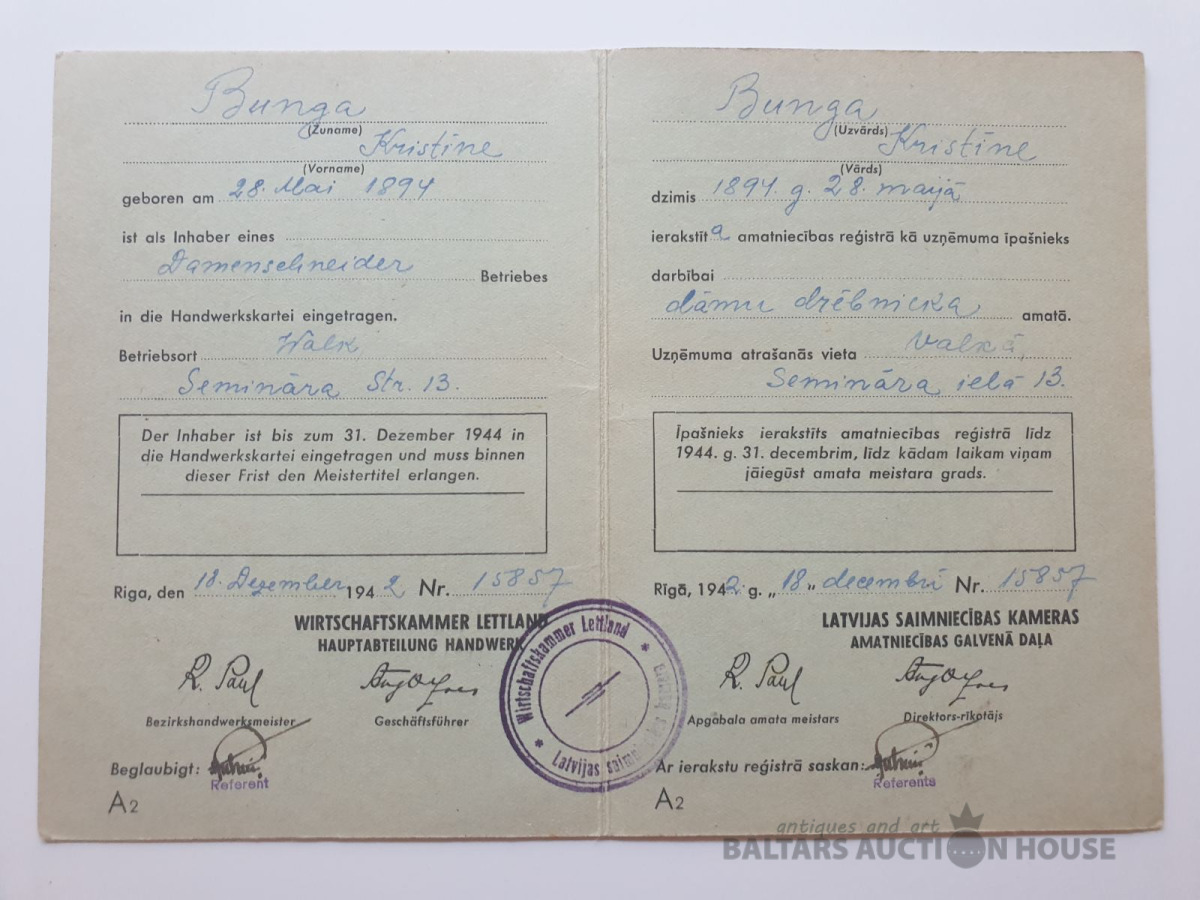 Bunga
(Zuname)
Kristīne
(Vorname)
geboren am 28. Mai 1894
ist als Inhaber eines
Damenschneider Betriebes
in die Handwerkskartei eingetragen.
Betriebsort Walk
Semināra Str. 13.
Der Inhaber ist bis zum 31. Dezember 1944 in
die Handwerkskartei eingetragen und muss binnen
dieser Frist den Meistertitel erlangen.
Riga, den 18. Dezember 1942 Nr. 15857
WIRTSCHAFTSKAMMER LETTLAND
HAUPTABTEILUNG HANDWERK
R. Paul
Bezirkshandwerksmeister Geschäftsführer
Beglaubigt:
Referent
A2
Bunga
(Uzvārds)
Kristīne
(Vārds)
dzimis 1894. g. 28. maijā
ierakstīta amatniecības reģistrā kā uzņēmuma īpašnieks
darbībai
dāmu drēbnieka amatā.
Uzņēmuma atrašanās vieta Valkā,
Semināra ielā 13.
Īpašnieks ierakstīts amatniecības reģistrā līdz
1944. g. 31. decembrim, līdz kādam laikam viņam
jāiegūst amata meistara grads.
Rīgā, 1942. g. „18" decembrī Nr. 15857
LATVIJAS SAIMNIECĪBAS KAMERAS
AMATNIECĪBAS GALVENĀ DAĻA
R. Paul
Apgabala amata meistars Direktors-rīkotājs
Ar ierakstu reģistrā saskan:
Referents
A2
Wirtschaftskammer Lettland
Latvijas
antiques and art
BALTARS AUCTION HOUSE